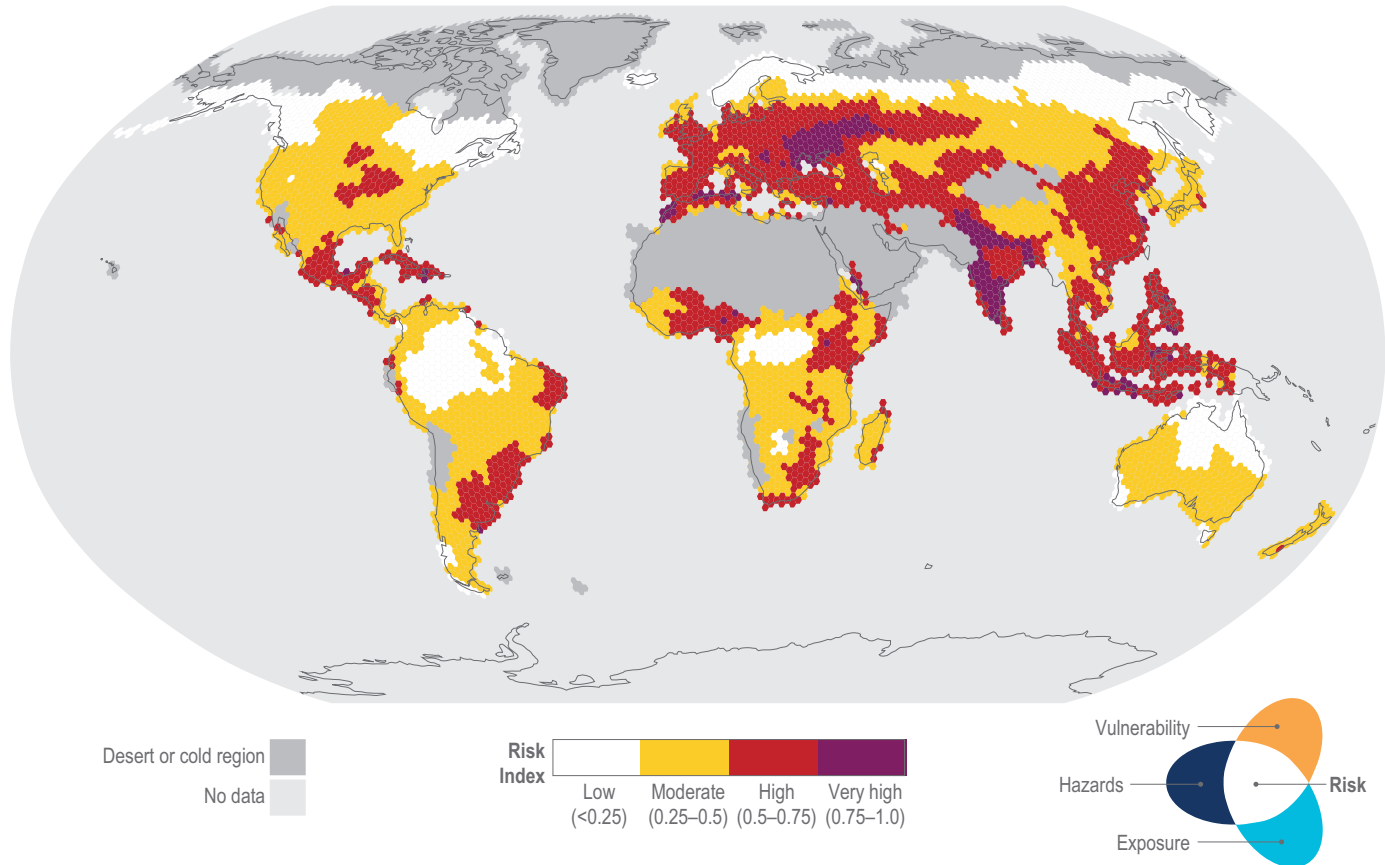 Desert or cold region
No data
Risk
Index
Low
(<0.25)
Moderate
(0.25–0.5)
High
(0.5–0.75)
Very high
(0.75–1.0)
Vulnerability
Hazards
Risk
Exposure